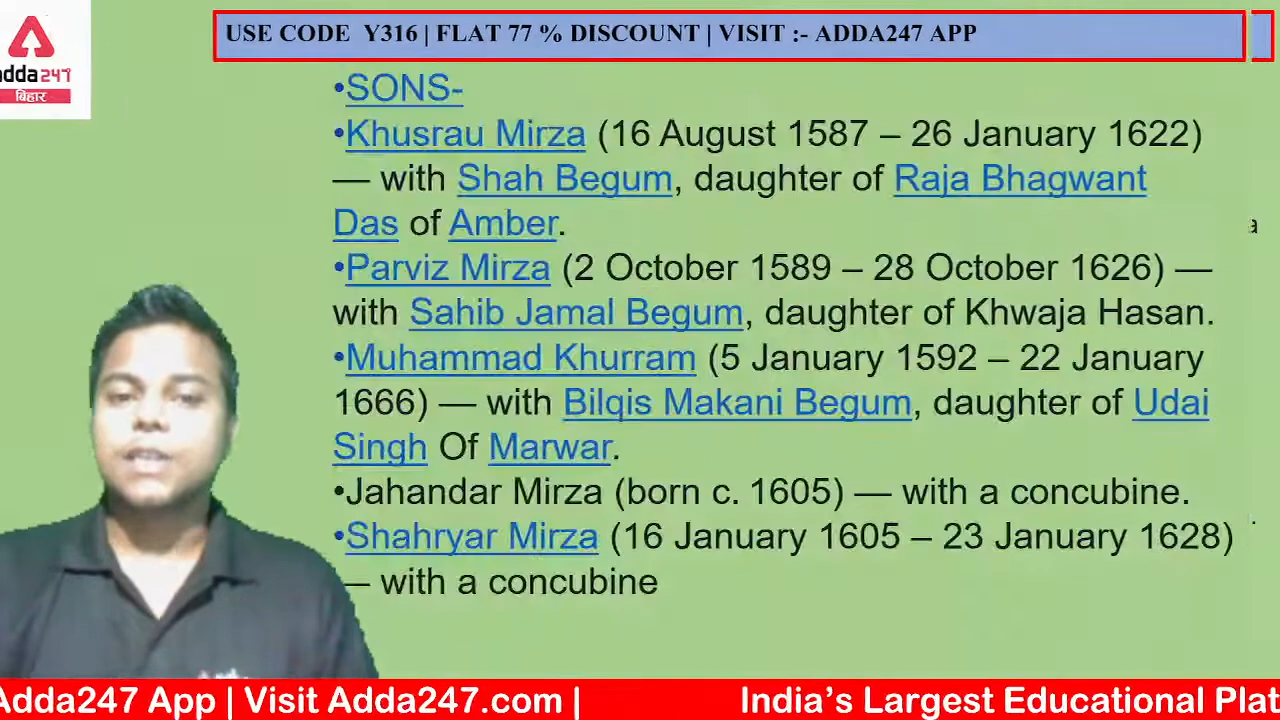 USE CODE Y316 | FLAT 77 % DISCOUNT | VISIT :- ADDA247 APP
adda247
बिहार
•SONS-
•Khusrau Mirza (16 August 1587 – 26 January 1622)
— with Shah Begum, daughter of Raja Bhagwant
Das of Amber.
•Parviz Mirza (2 October 1589 – 28 October 1626) —
with Sahib Jamal Begum, daughter of Khwaja Hasan.
•Muhammad Khurram (5 January 1592 – 22 January
1666) — with Bilqis Makani Begum, daughter of Udai
Singh Of Marwar.
•Jahandar Mirza (born c. 1605) — with a concubine.
•Shahryar Mirza (16 January 1605 – 23 January 1628)
— with a concubine
a
.
Adda247 App | Visit Adda247.com | India’s Largest Educational Plat